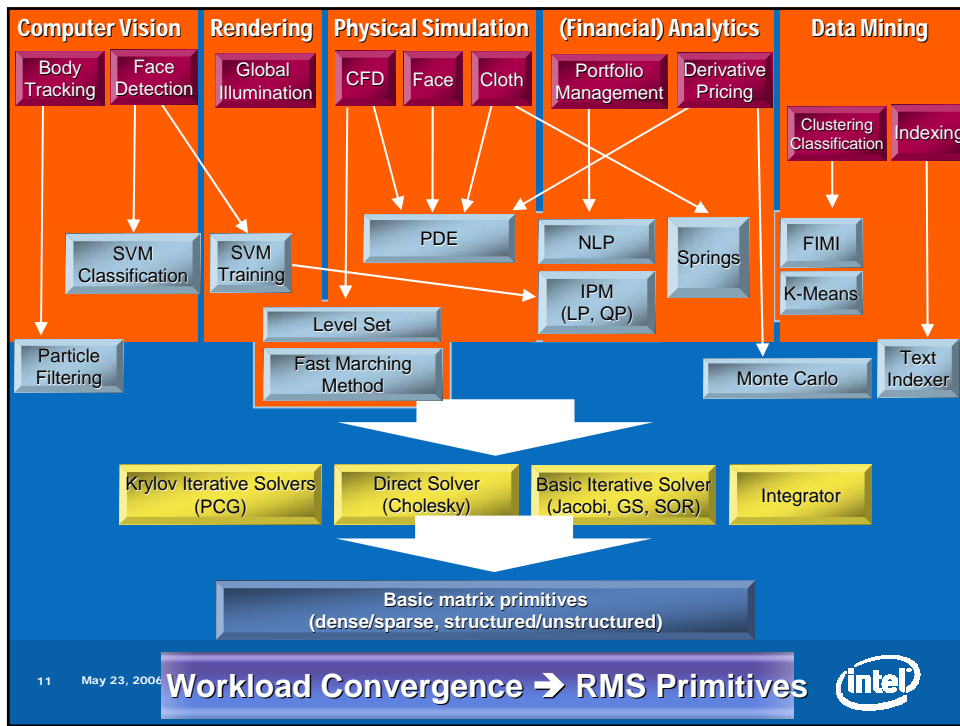 Computer Vision
Rendering
Physical Simulation
(Financial) Analytics
Data Mining
Body
Tracking
Face
Detection
Global
Illumination
CFD
Face
Cloth
Portfolio
Management
Derivative
Pricing
Clustering
Classification
Indexing
SVM
Classification
SVM
Training
PDE
NLP
Springs
FIMI
IPM
(LP, QP)
K-Means
Level Set
Particle
Filtering
Fast Marching
Method
Monte Carlo
Text
Indexer
Krylov Iterative Solvers
(PCG)
Direct Solver
(Cholesky)
Basic Iterative Solver
(Jacobi, GS, SOR)
Integrator
Basic matrix primitives
(dense/sparse, structured/unstructured)
11 May 23, 2006
Workload Convergence ➔ RMS Primitives
intel